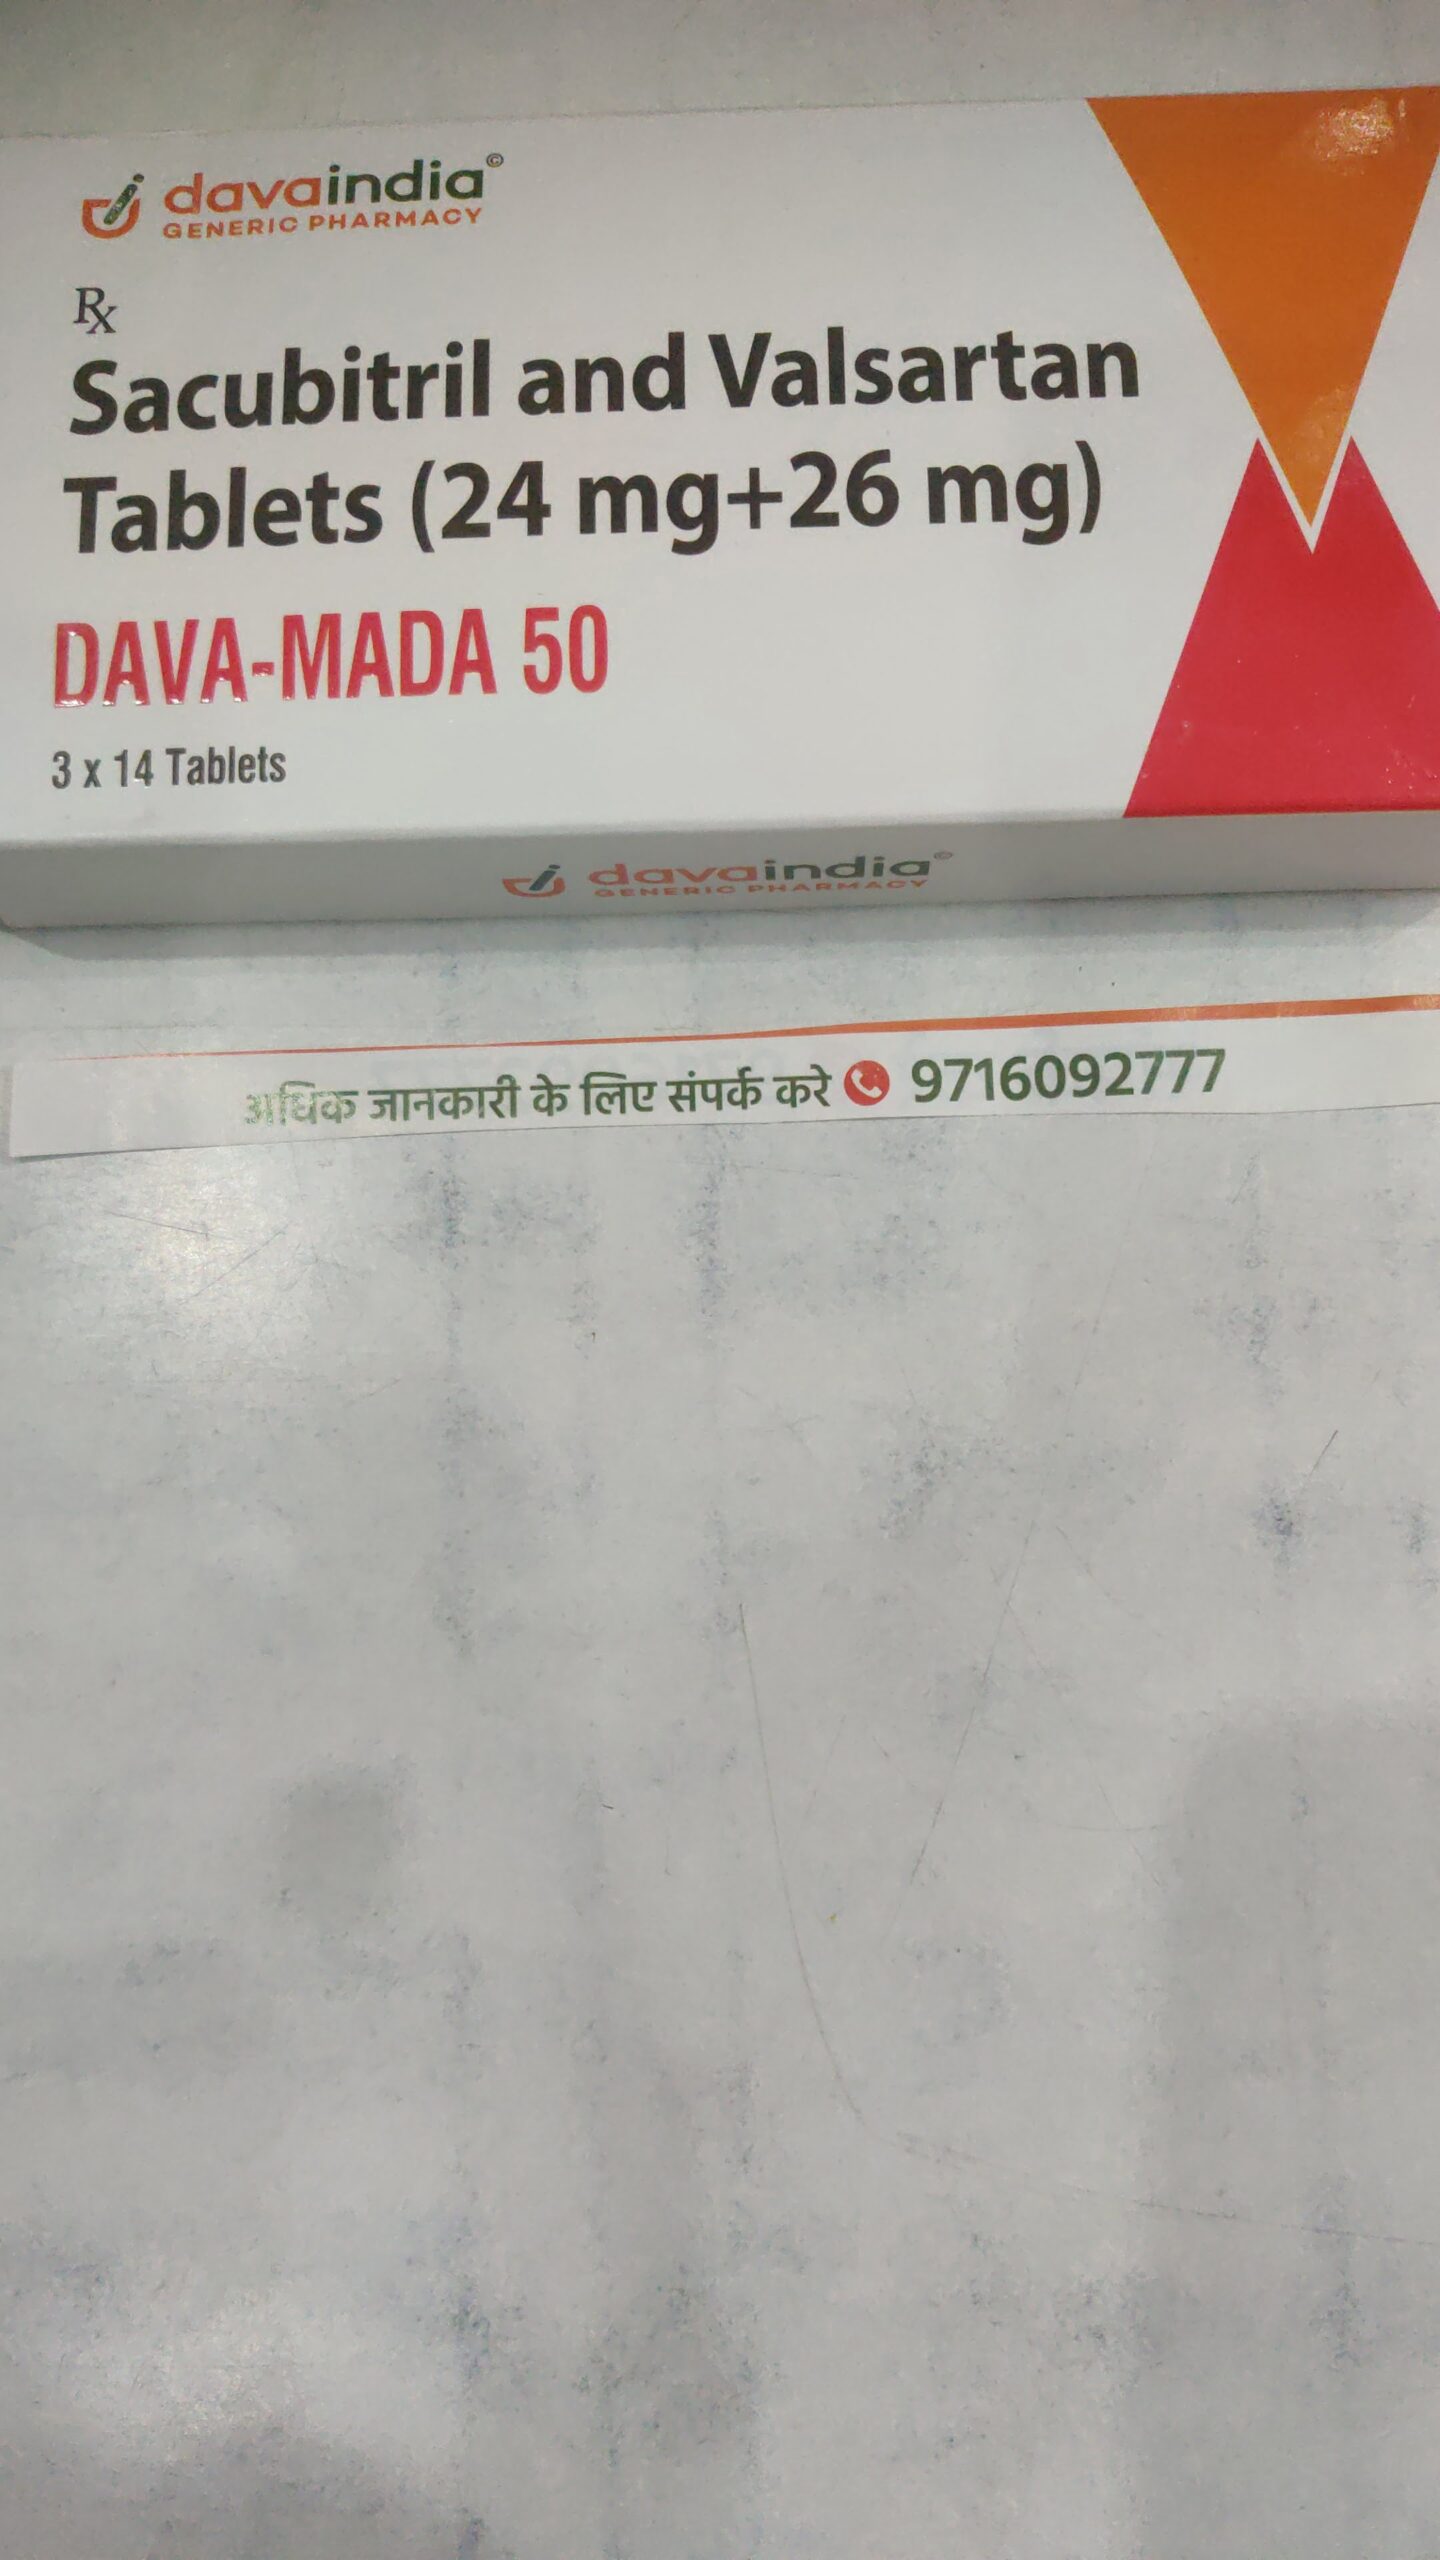 davaindia©
GENERIC PHARMACY
Rx
Sacubitril and Valsartan
Tablets (24 mg+26 mg)
DAVA-MADA 50
3 x 14 Tablets
davaindia©
GENERIC PHARMACY
अधिक जानकारी के लिए संपर्क करे 9716092777